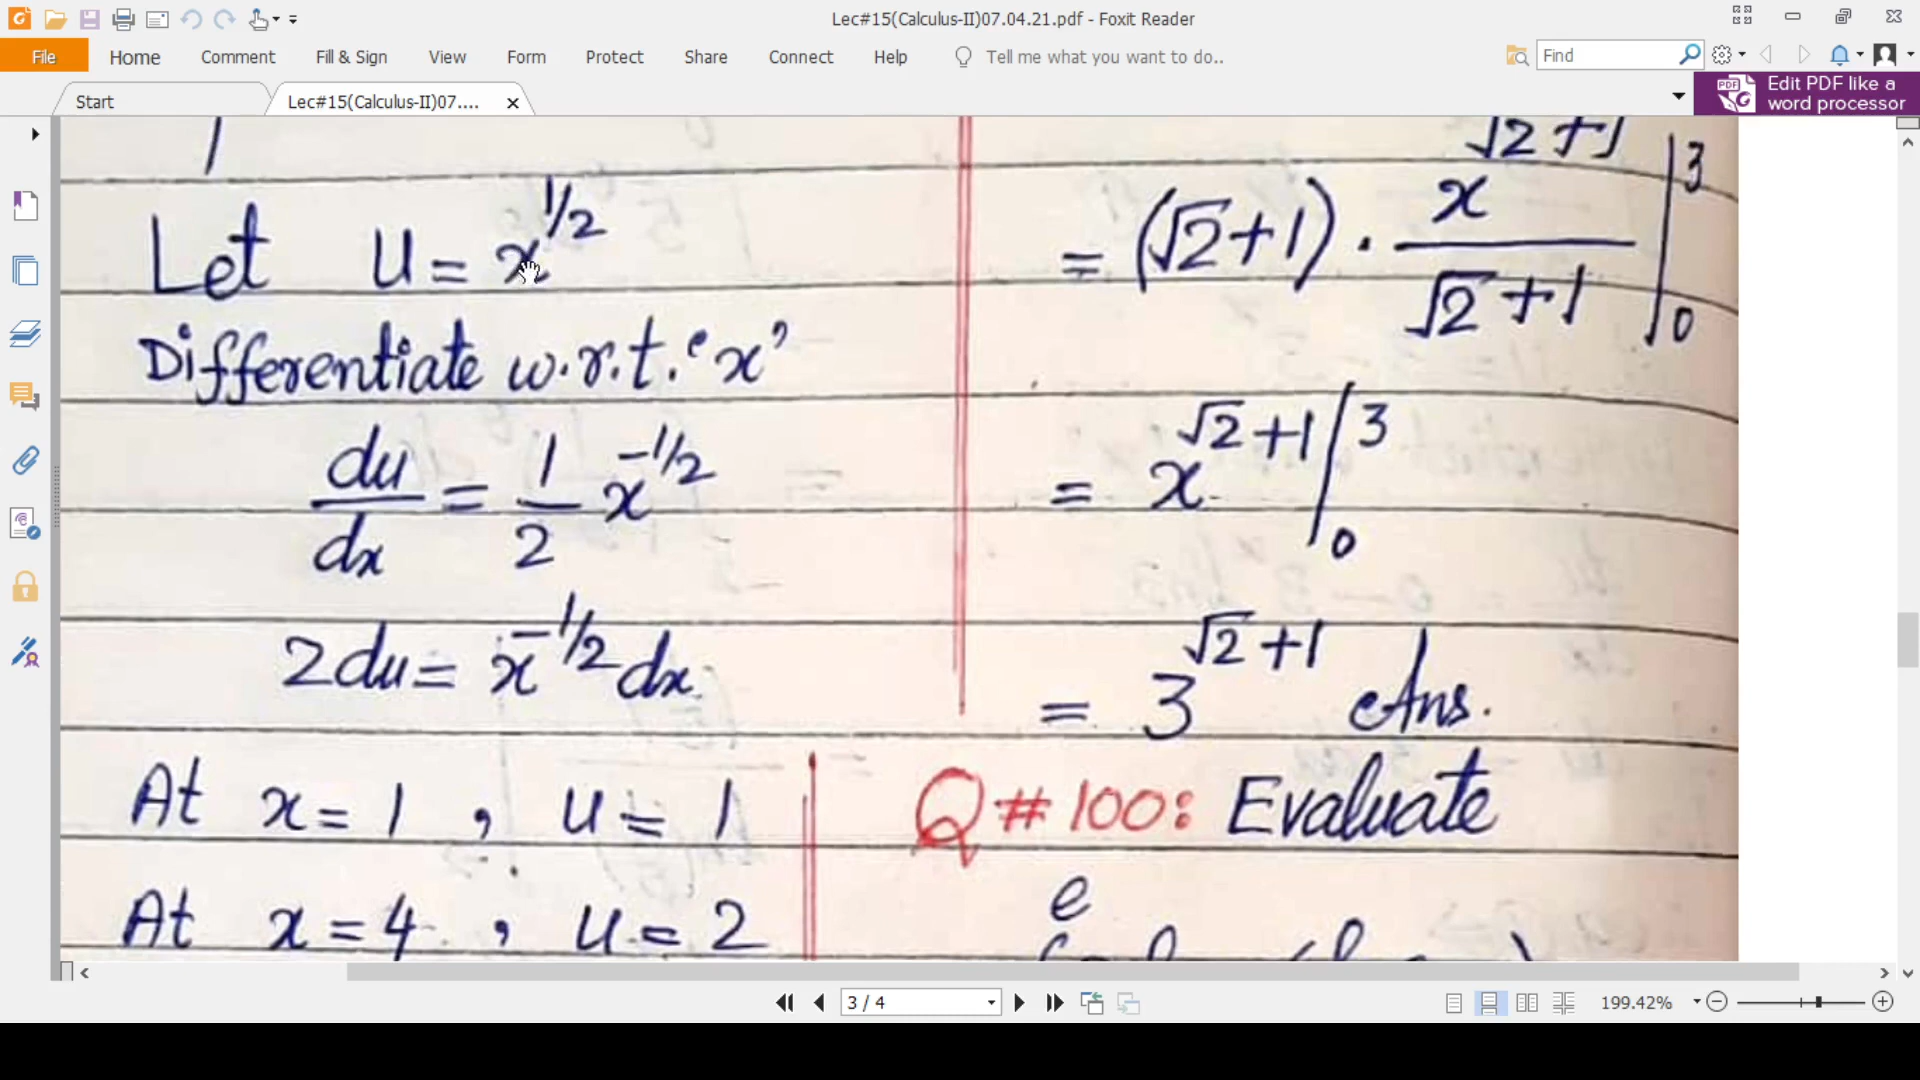 Lec#15(Calculus-II)07.04.21.pdf - Foxit Reader
File Home Comment Fill & Sign View Form Protect Share Connect Help Tell me what you want to do.. Find
Start Lec#15(Calculus-II)07.... Edit PDF like a
word processor
Let u = x^{1/2}
Differentiate w.r.t. 'x'
du/dx = 1/2 x^{-1/2}
2du = x^{-1/2} dx
At x = 1 , u = 1
At x = 4 , u = 2
= (√2+1) · x^{√2+1}/(√2+1) |_0^3
= x^{√2+1} |_0^3
= 3^{√2+1} Ans.
Q # 100: Evaluate
e
3 / 4 199.42%